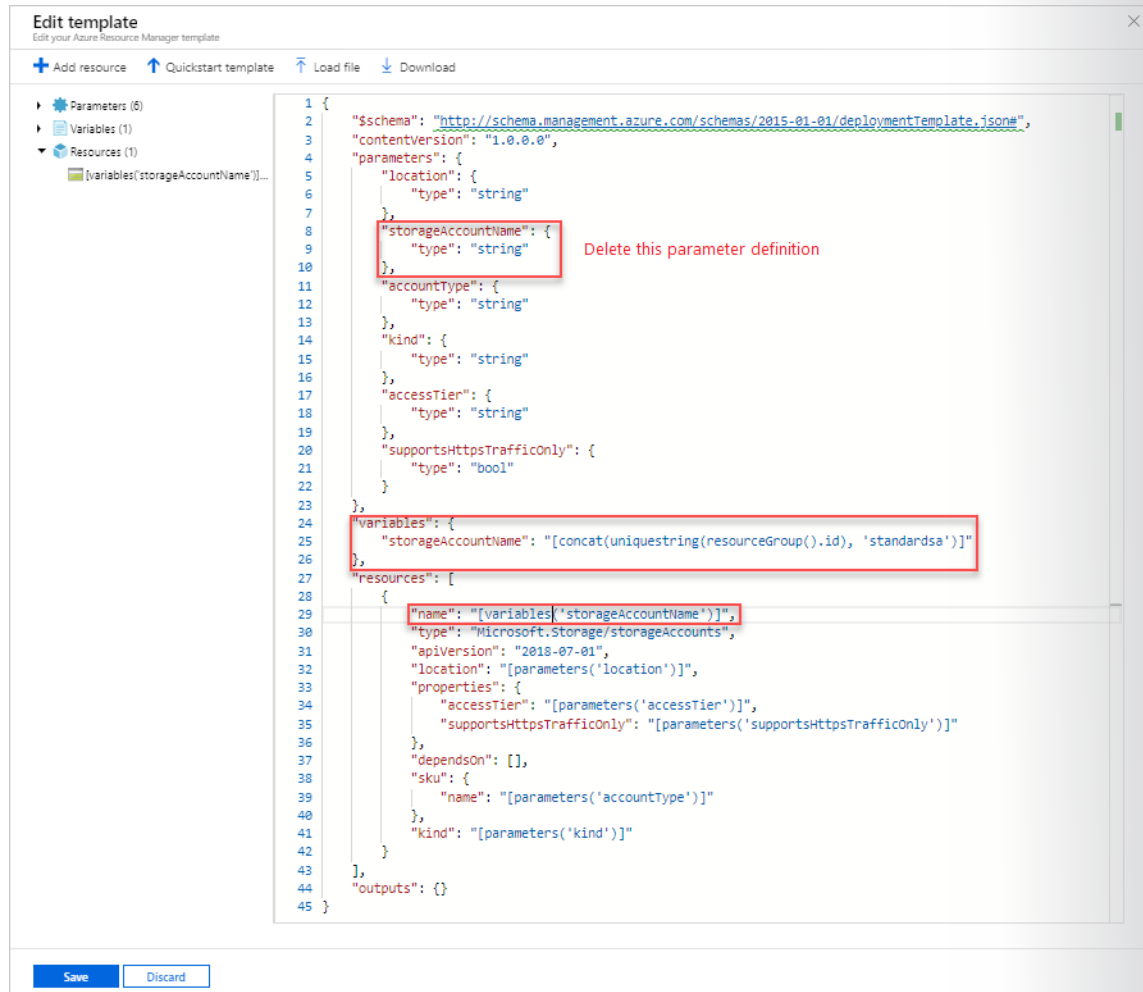 Edit template
Edit your Azure Resource Manager template
Add resource Quickstart template Load file Download
Parameters (6)
Variables (1)
Resources (1)
[variables('storageAccountName')]...
1 {
2 "$schema": "http://schema.management.azure.com/schemas/2015-01-01/deploymentTemplate.json#",
3 "contentVersion": "1.0.0.0",
4 "parameters": {
5 "location": {
6 "type": "string"
7 },
8 "storageAccountName": {
9 "type": "string" Delete this parameter definition
10 },
11 "accountType": {
12 "type": "string"
13 },
14 "kind": {
15 "type": "string"
16 },
17 "accessTier": {
18 "type": "string"
19 },
20 "supportsHttpsTrafficOnly": {
21 "type": "bool"
22 }
23 },
24 "variables": {
25 "storageAccountName": "[concat(uniquestring(resourceGroup().id), 'standardsa')]"
26 },
27 "resources": [
28 {
29 "name": "[variables('storageAccountName')]",
30 "type": "Microsoft.Storage/storageAccounts",
31 "apiVersion": "2018-07-01",
32 "location": "[parameters('location')]",
33 "properties": {
34 "accessTier": "[parameters('accessTier')]",
35 "supportsHttpsTrafficOnly": "[parameters('supportsHttpsTrafficOnly')]"
36 },
37 "dependsOn": [],
38 "sku": {
39 "name": "[parameters('accountType')]"
40 },
41 "kind": "[parameters('kind')]"
42 }
43 ],
44 "outputs": {}
45 }
Save Discard